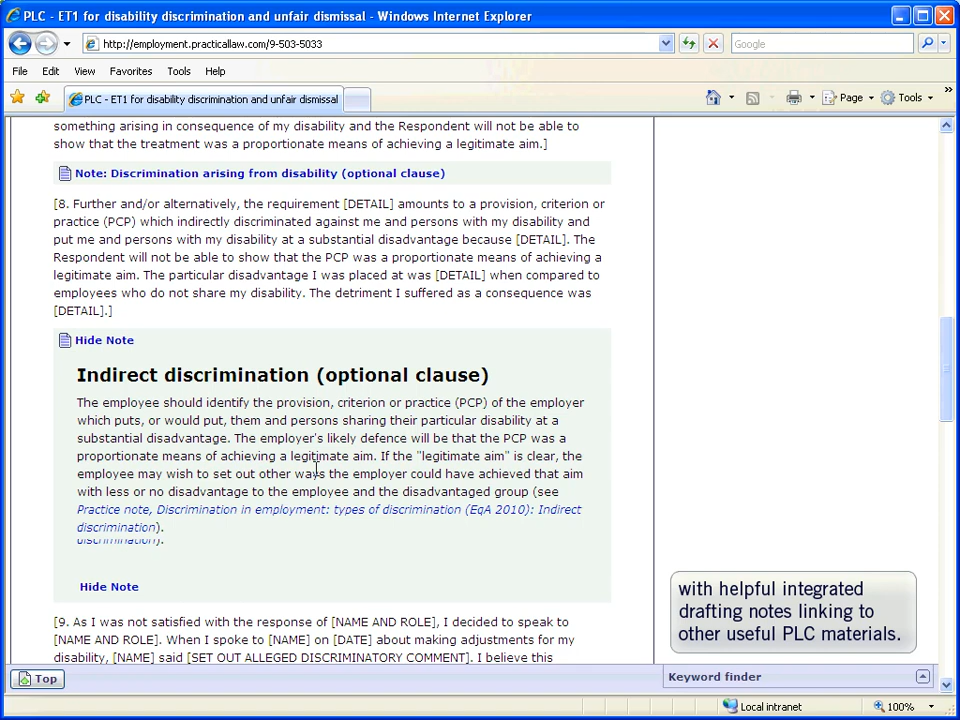 PLC - ET1 for disability discrimination and unfair dismissal - Windows Internet Explorer
http://employment.practicallaw.com/9-503-5033
Google
File Edit View Favorites Tools Help
PLC - ET1 for disability discrimination and unfair dismissal
Page
Tools
»
something arising in consequence of my disability and the Respondent will not be able to
show that the treatment was a proportionate means of achieving a legitimate aim.]
Note: Discrimination arising from disability (optional clause)
[8. Further and/or alternatively, the requirement [DETAIL] amounts to a provision, criterion or
practice (PCP) which indirectly discriminated against me and persons with my disability and
put me and persons with my disability at a substantial disadvantage because [DETAIL]. The
Respondent will not be able to show that the PCP was a proportionate means of achieving a
legitimate aim. The particular disadvantage I was placed at was [DETAIL] when compared to
employees who do not share my disability. The detriment I suffered as a consequence was
[DETAIL].]
Hide Note
Indirect discrimination (optional clause)
The employee should identify the provision, criterion or practice (PCP) of the employer
which puts, or would put, them and persons sharing their particular disability at a
substantial disadvantage. The employer's likely defence will be that the PCP was a
proportionate means of achieving a legitimate aim. If the "legitimate aim" is clear, the
employee may wish to set out other ways the employer could have achieved that aim
with less or no disadvantage to the employee and the disadvantaged group (see
Practice note, Discrimination in employment: types of discrimination (EqA 2010): Indirect
discrimination).
discrimination).
Hide Note
[9. As I was not satisfied with the response of [NAME AND ROLE], I decided to speak to
[NAME AND ROLE]. When I spoke to [NAME] on [DATE] about making adjustments for my
disability, [NAME] said [SET OUT ALLEGED DISCRIMINATORY COMMENT]. I believe this
with helpful integrated
drafting notes linking to
other useful PLC materials.
Top
Keyword finder
Local intranet
100%